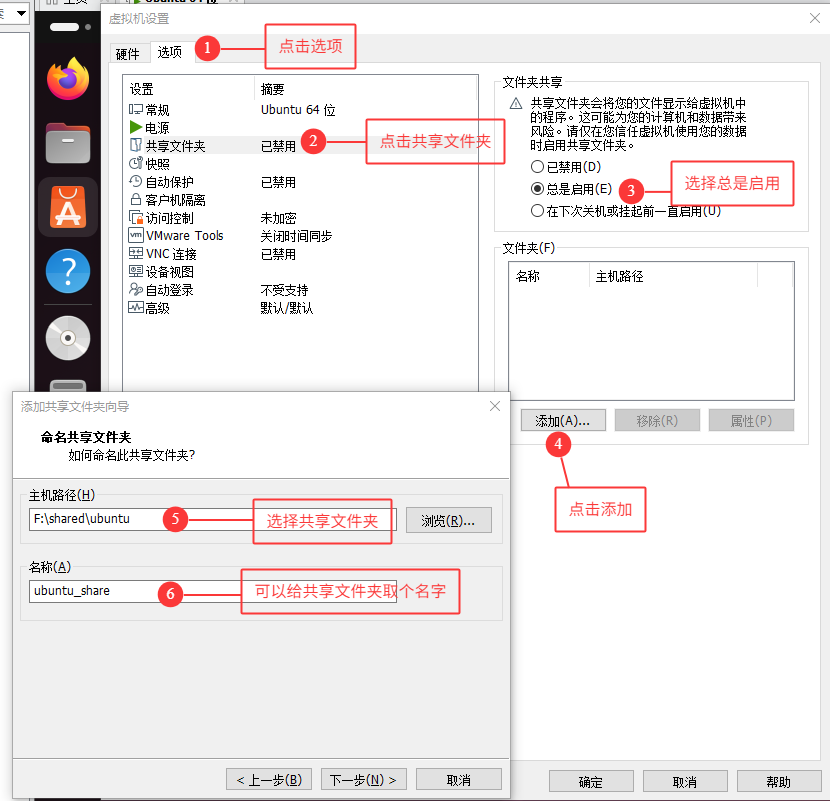 虚拟机设置
硬件
选项
1
点击选项
设置
摘要
常规
Ubuntu 64 位
电源
共享文件夹
已禁用
2
点击共享文件夹
快照
自动保护
已禁用
客户机隔离
访问控制
未加密
VMware Tools
关闭时间同步
VNC 连接
已禁用
设备视图
自动登录
不受支持
高级
默认/默认
文件夹共享
共享文件夹会将您的文件显示给虚拟机中
的程序。这可能为您的计算机和数据带来
风险。请仅在您信任虚拟机使用您的数据
时启用共享文件夹。
已禁用(D)
总是启用(E)
3
选择总是启用
在下次关机或挂起前一直启用(U)
文件夹(F)
名称
主机路径
添加(A)...
移除(R)
属性(P)
4
点击添加
添加共享文件夹向导
命名共享文件夹
如何命名此共享文件夹?
主机路径(H)
F:\shared\ubuntu
5
选择共享文件夹
浏览(R)...
名称(A)
ubuntu_share
6
可以给共享文件夹取个名字
< 上一步(B)
下一步(N) >
取消
确定
取消
帮助